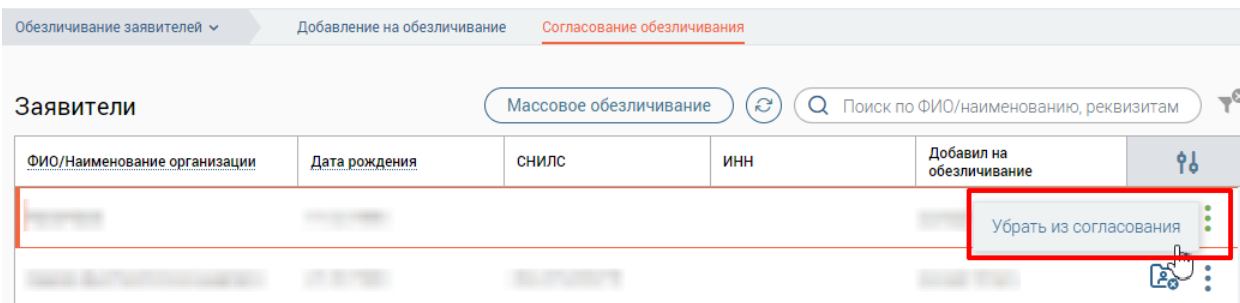 Обезличивание заявителей
Добавление на обезличивание
Согласование обезличивания
Заявители
Массовое обезличивание
Поиск по ФИО/наименованию, реквизитам
ФИО/Наименование организации
Дата рождения
СНИЛС
ИНН
Добавил на
обезличивание
Убрать из согласования